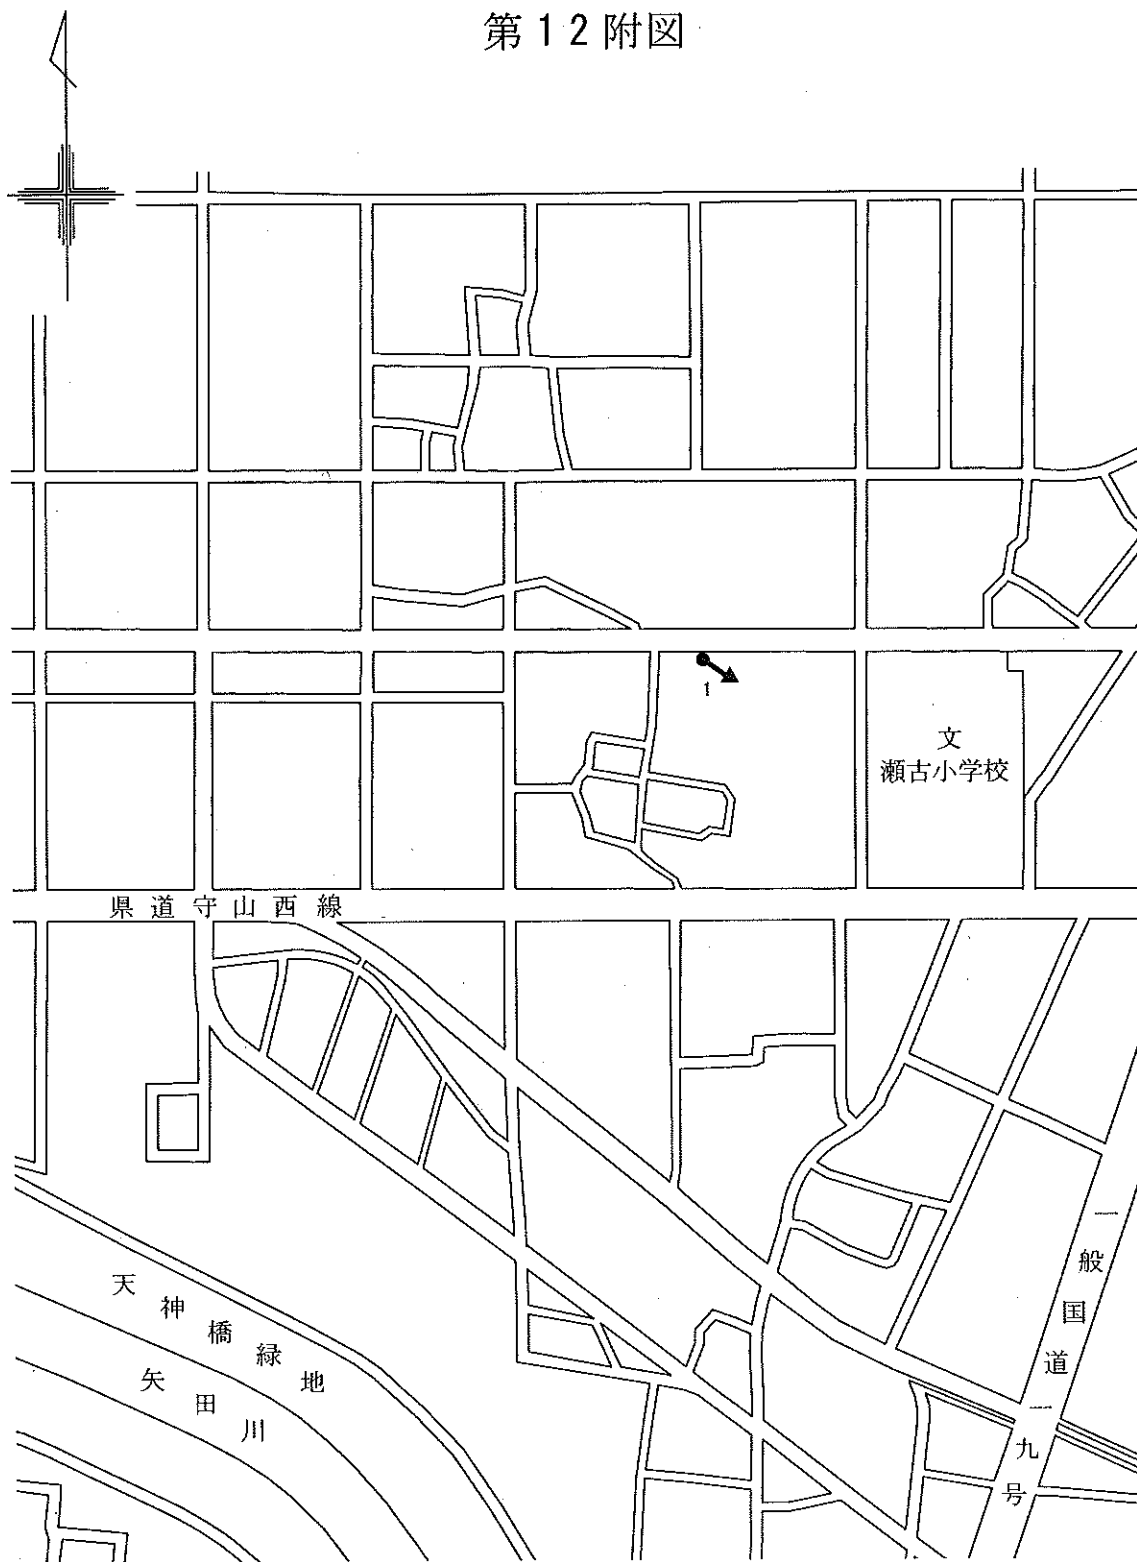 第12附図
1
文
瀬古小学校
県道守山西線
一般国道一九号
天神橋緑地
矢田川